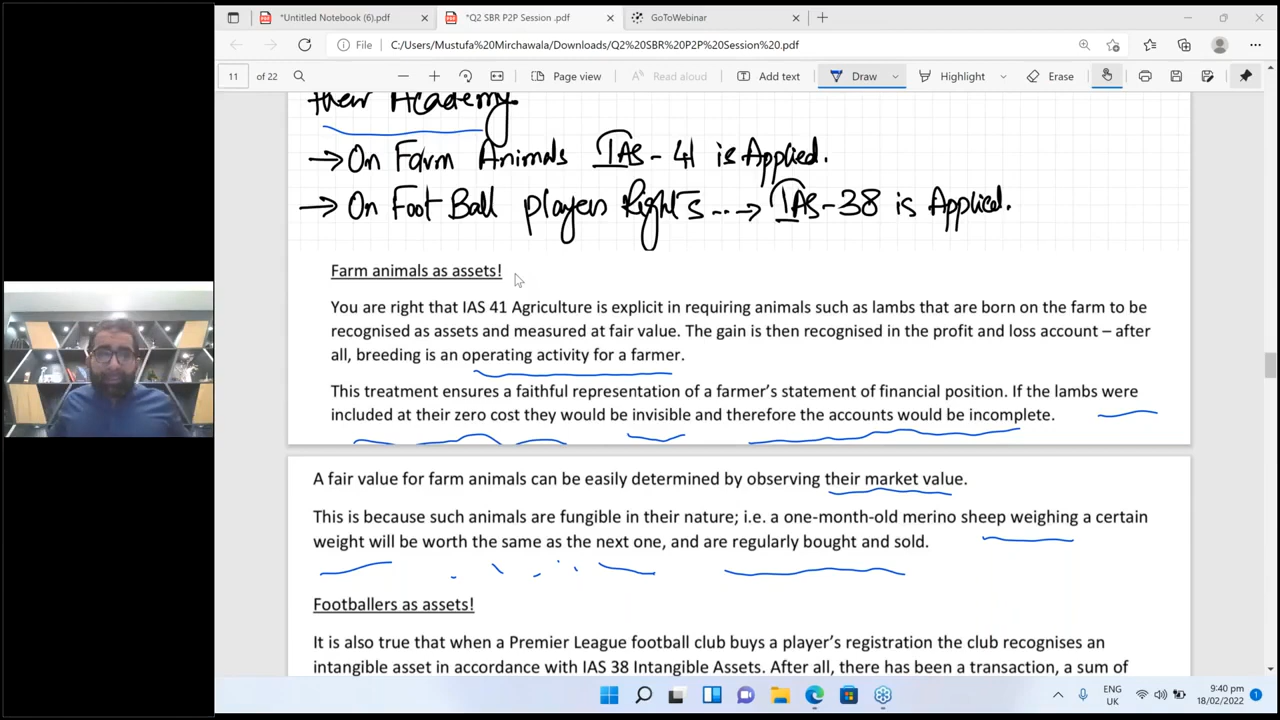 *Untitled Notebook (6).pdf
*Q2 SBR P2P Session .pdf
GoToWebinar
File
C:/Users/Mustufa%20Mirchawala/Downloads/Q2%20SBR%20P2P%20Session%20.pdf
11 of 22
Page view
Read aloud
Add text
Draw
Highlight
Erase
their Academy.
→ On Farm Animals IAS-41 is Applied.
→ On Foot Ball players Rights... → IAS-38 is Applied.
Farm animals as assets!
You are right that IAS 41 Agriculture is explicit in requiring animals such as lambs that are born on the farm to be
recognised as assets and measured at fair value. The gain is then recognised in the profit and loss account – after
all, breeding is an operating activity for a farmer.
This treatment ensures a faithful representation of a farmer's statement of financial position. If the lambs were
included at their zero cost they would be invisible and therefore the accounts would be incomplete.
A fair value for farm animals can be easily determined by observing their market value.
This is because such animals are fungible in their nature; i.e. a one-month-old merino sheep weighing a certain
weight will be worth the same as the next one, and are regularly bought and sold.
Footballers as assets!
It is also true that when a Premier League football club buys a player's registration the club recognises an
intangible asset in accordance with IAS 38 Intangible Assets. After all, there has been a transaction, a sum of
ENG
UK
9:40 pm
18/02/2022
1